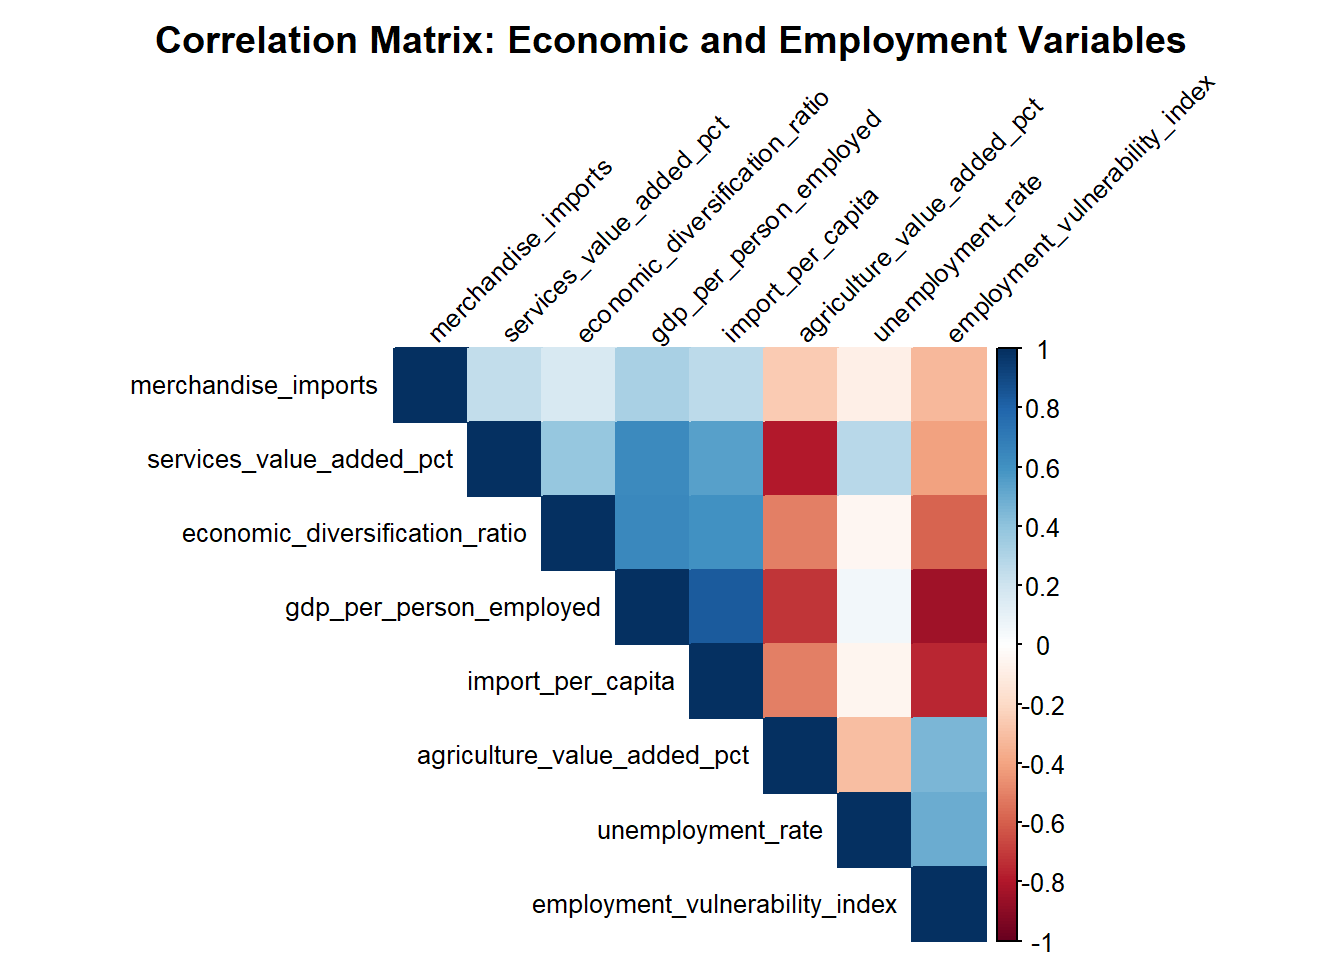 Correlation Matrix: Economic and Employment Variables
merchandise_imports
services_value_added_pct
economic_diversification_ratio
gdp_per_person_employed
import_per_capita
agriculture_value_added_pct
unemployment_rate
employment_vulnerability_index
merchandise_imports
services_value_added_pct
economic_diversification_ratio
gdp_per_person_employed
import_per_capita
agriculture_value_added_pct
unemployment_rate
employment_vulnerability_index
1
0.8
0.6
0.4
0.2
0
-0.2
-0.4
-0.6
-0.8
-1